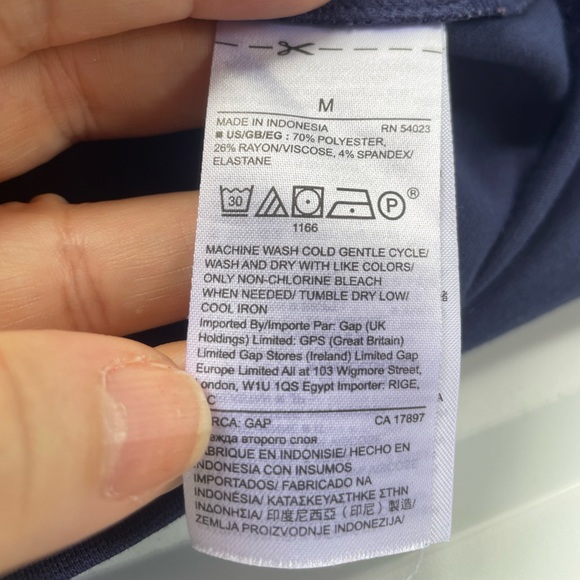 M
MADE IN INDONESIA RN 54023
US/GB/EG : 70% POLYESTER,
26% RAYON/VISCOSE, 4% SPANDEX/
ELASTANE
30 P ®
1166
MACHINE WASH COLD GENTLE CYCLE/
WASH AND DRY WITH LIKE COLORS/
ONLY NON-CHLORINE BLEACH
WHEN NEEDED/ TUMBLE DRY LOW/
COOL IRON
Imported By/Importe Par: Gap (UK
Holdings) Limited: GPS (Great Britain)
Limited Gap Stores (Ireland) Limited Gap
Europe Limited All at 103 Wigmore Street,
London, W1U 1QS Egypt Importer: RIGE,
C
RCA: GAP CA 17897
ежда второго слоя
FABRIQUE EN INDONISIE/ HECHO EN
INDONESIA CON INSUMOS
IMPORTADOS/ FABRICADO NA
INDONÉSIA/ ΚΑΤΑΣΚΕΥΑΣΤΗΚΕ ΣΤΗΝ
ΙΝΔΟΝΗΣΙΑ/ 印度尼西亞（印尼）製造/
ZEMLJA PROIZVODNJE INDONEZIJA/